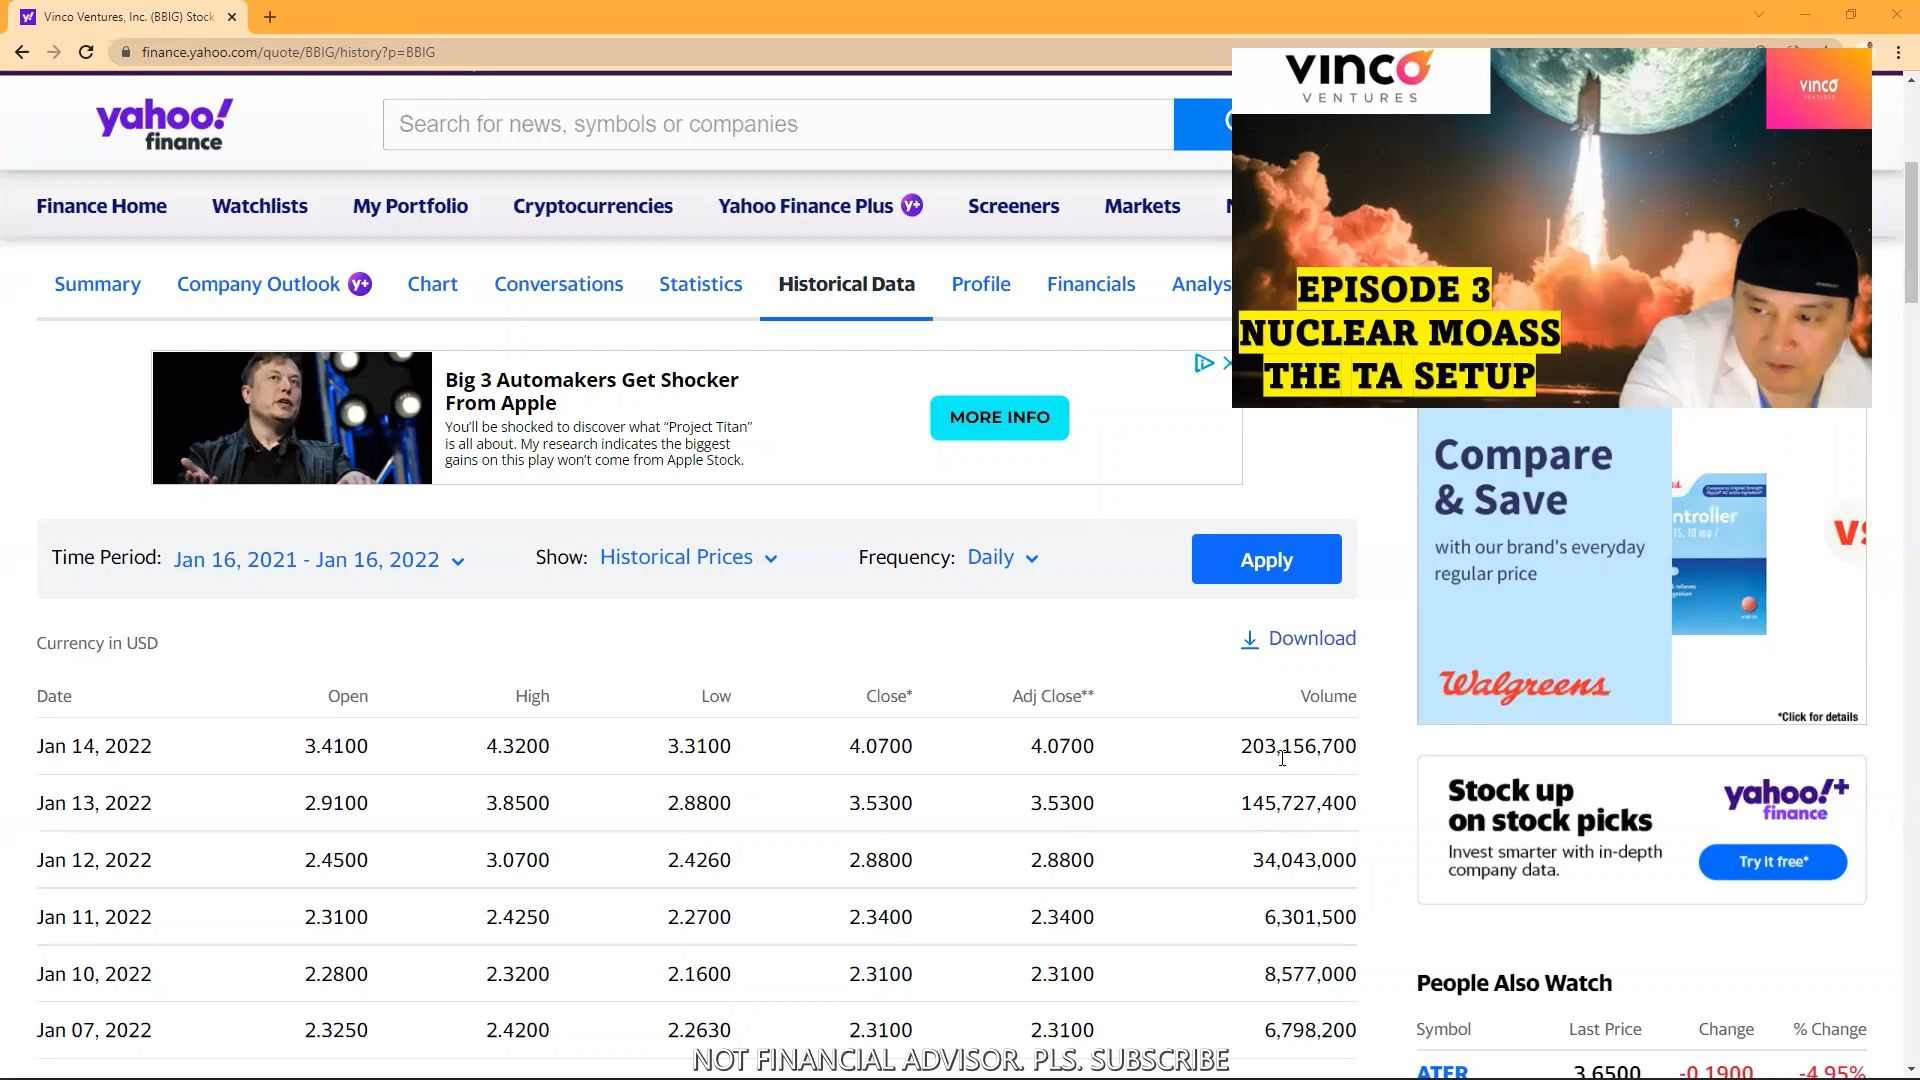 Vinco Ventures, Inc. (BBIG) Stock
finance.yahoo.com/quote/BBIG/history?p=BBIG
yahoo!
finance
Search for news, symbols or companies
Finance Home Watchlists My Portfolio Cryptocurrencies Yahoo Finance Plus Y+ Screeners Markets
Summary Company Outlook Y+ Chart Conversations Statistics Historical Data Profile Financials Analys
VINCO
VENTURES
VINCO
VENTURES
EPISODE 3
NUCLEAR MOASS
THE TA SETUP
Big 3 Automakers Get Shocker
From Apple
You'll be shocked to discover what “Project Titan”
is all about. My research indicates the biggest
gains on this play won't come from Apple Stock.
MORE INFO
Compare
& Save
with our brand's everyday
regular price
ntroller
VS
Walgreens
*Click for details
Time Period: Jan 16, 2021 - Jan 16, 2022 Show: Historical Prices Frequency: Daily Apply
Currency in USD Download
Date Open High Low Close* Adj Close** Volume
Jan 14, 2022 3.4100 4.3200 3.3100 4.0700 4.0700 203,156,700
Jan 13, 2022 2.9100 3.8500 2.8800 3.5300 3.5300 145,727,400
Jan 12, 2022 2.4500 3.0700 2.4260 2.8800 2.8800 34,043,000
Jan 11, 2022 2.3100 2.4250 2.2700 2.3400 2.3400 6,301,500
Jan 10, 2022 2.2800 2.3200 2.1600 2.3100 2.3100 8,577,000
Jan 07, 2022 2.3250 2.4200 2.2630 2.3100 2.3100 6,798,200
Stock up
on stock picks
Invest smarter with in-depth
company data.
yahoo!+
finance
Try it free*
People Also Watch
Symbol Last Price Change % Change
ATER 3.6500 -0.1900 -4.95%
NOT FINANCIAL ADVISOR. PLS. SUBSCRIBE